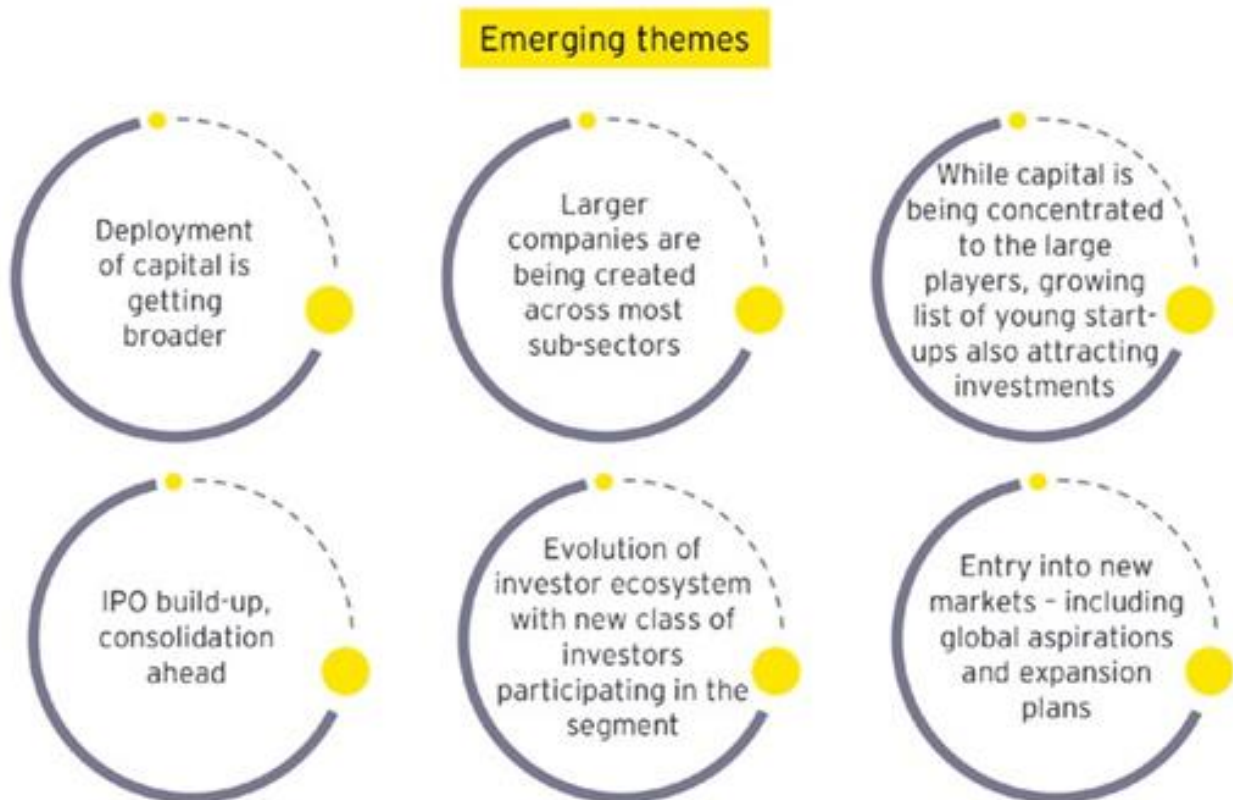 Emerging themes
Deployment
of capital is
getting
broader
Larger
companies are
being created
across most
sub-sectors
While capital is
being concentrated
to the large
players, growing
list of young start-
ups also attracting
investments
IPO build-up,
consolidation
ahead
Evolution of
investor ecosystem
with new class of
investors
participating in the
segment
Entry into new
markets – including
global aspirations
and expansion
plans